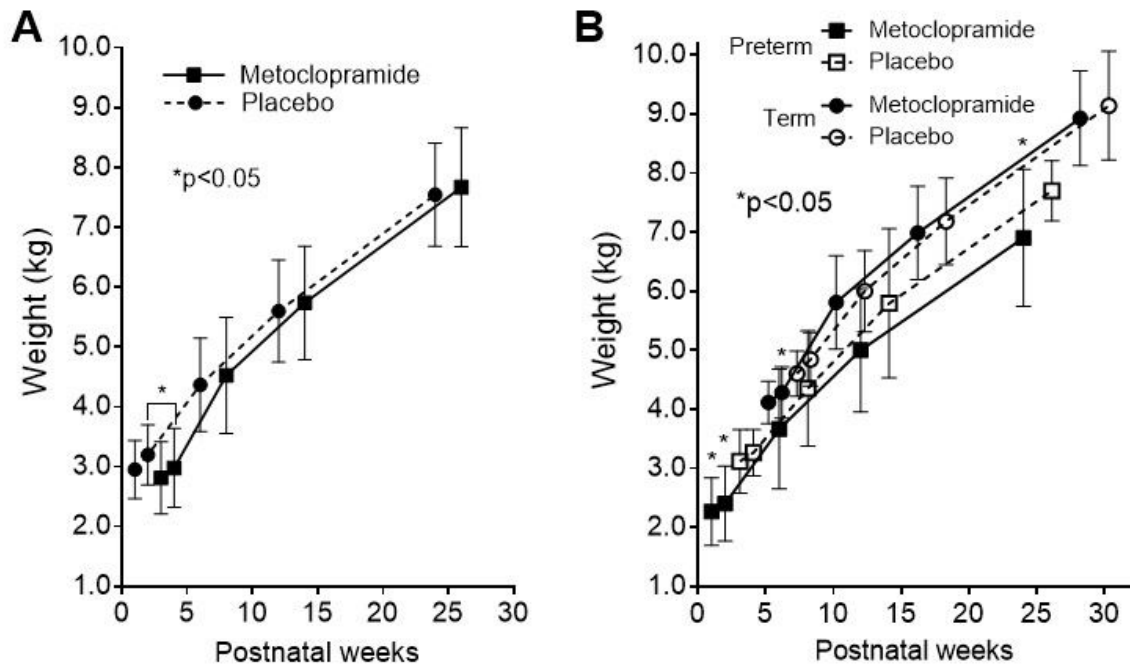 A
10.0
9.0
8.0
7.0
6.0
5.0
4.0
3.0
2.0
1.0
Weight (kg)
Metoclopramide
Placebo
*p<0.05
*
0 5 10 15 20 25 30
Postnatal weeks
B
Preterm
Metoclopramide
Placebo
Term
Metoclopramide
Placebo
10.0
9.0
8.0
7.0
6.0
5.0
4.0
3.0
2.0
1.0
Weight (kg)
*p<0.05
*
*
*
*
0 5 10 15 20 25 30
Postnatal weeks